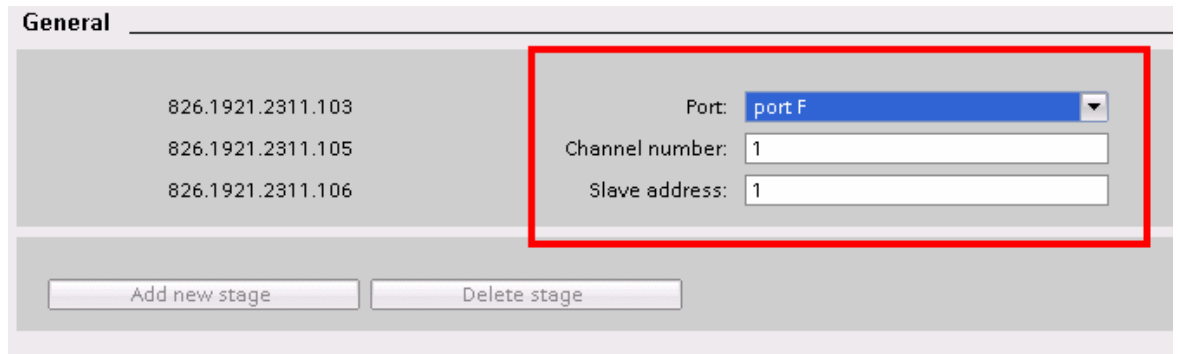 General
826.1921.2311.103 Port: port F
826.1921.2311.105 Channel number: 1
826.1921.2311.106 Slave address: 1
Add new stage Delete stage